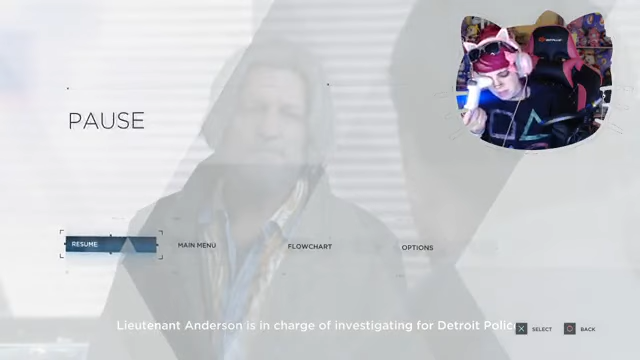 PAUSE
RESUME
MAIN MENU
FLOWCHART
OPTIONS
Lieutenant Anderson is in charge of investigating for Detroit Polic
SELECT
BACK